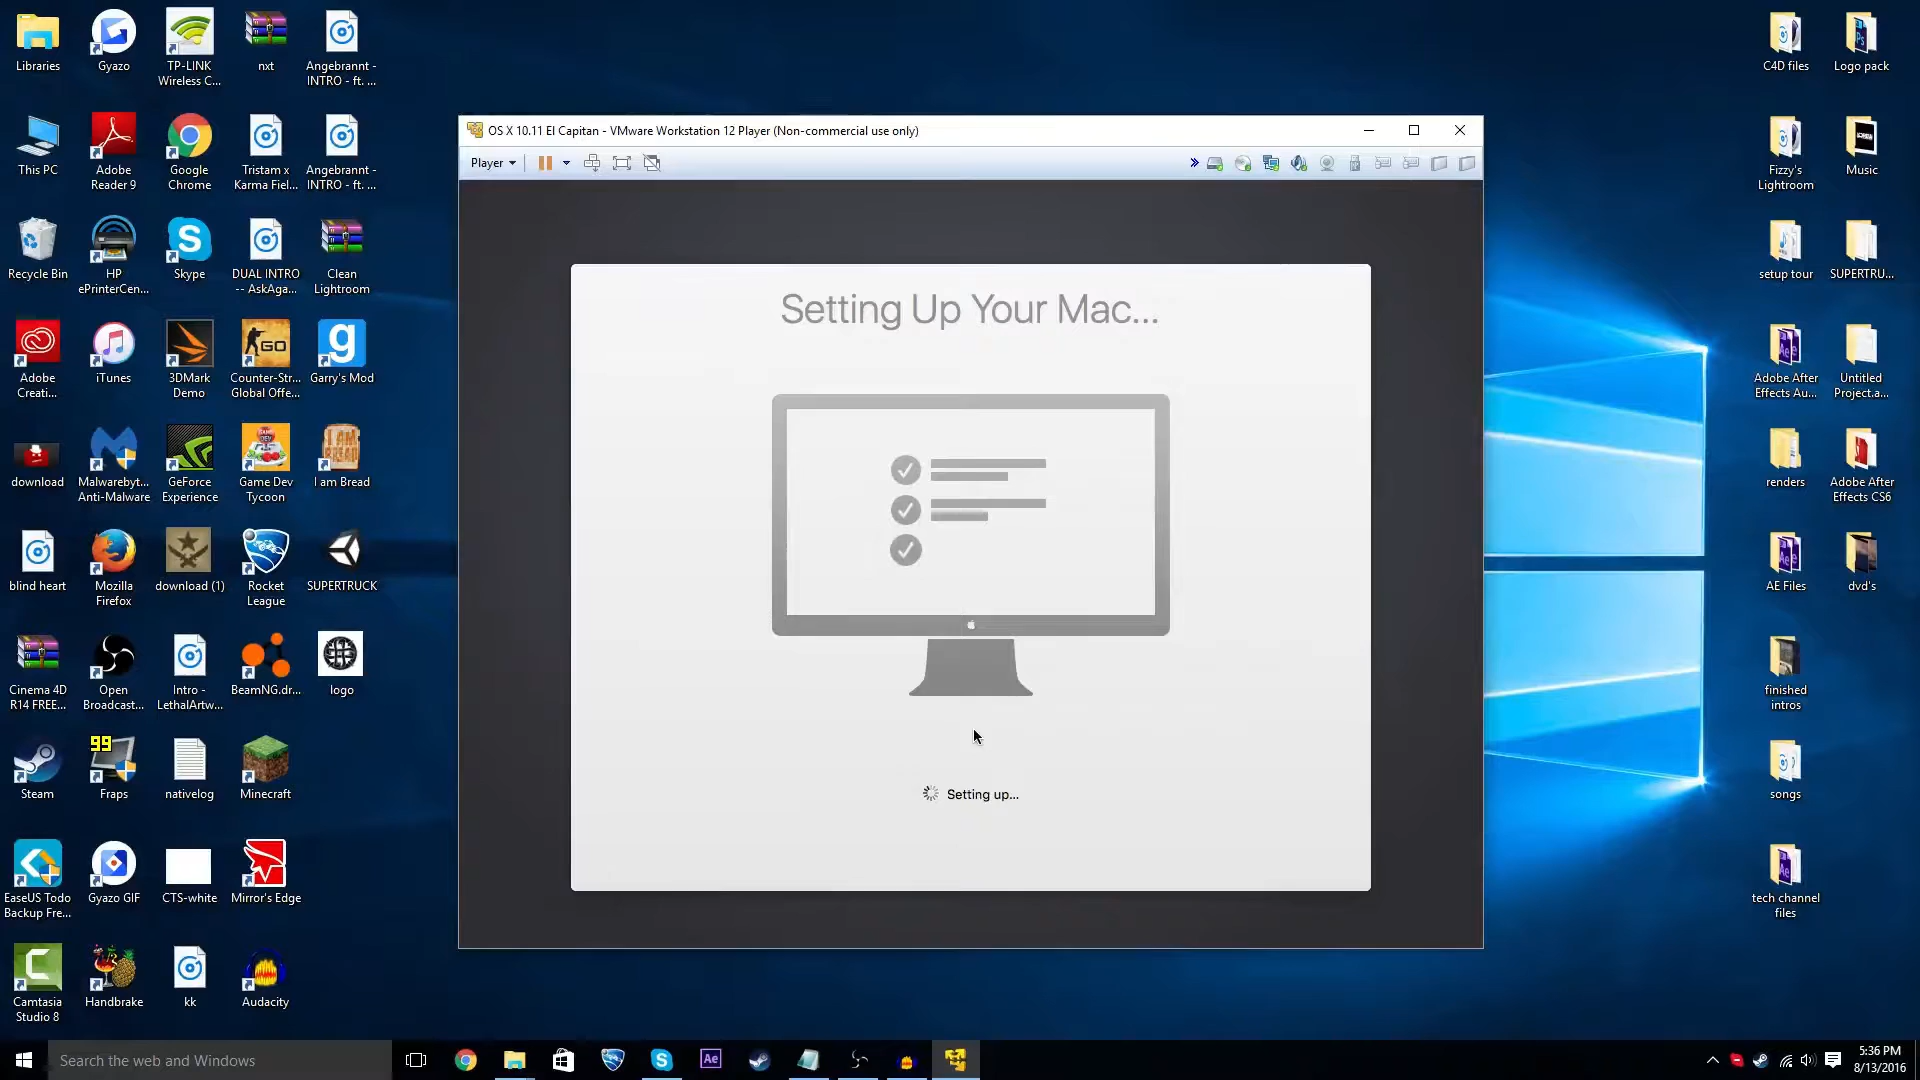 Libraries
Gyazo
TP-LINK
Wireless C...
nxt
Angebrannt -
INTRO - ft. ...
C4D files
Logo pack
OS X 10.11 El Capitan - VMware Workstation 12 Player (Non-commercial use only)
Player
This PC
Adobe
Reader 9
Google
Chrome
Tristam x
Karma Fiel...
Angebrannt -
INTRO - ft. ...
Fizzy's
Lightroom
Music
Recycle Bin
HP
ePrinterCen...
Skype
DUAL INTRO
-- AskAga...
Clean
Lightroom
setup tour
SUPERTRU...
Setting Up Your Mac...
Adobe
Creati...
iTunes
3DMark
Demo
GO
Counter-Str...
Global Offe...
Garry's Mod
Adobe After
Effects Au...
Untitled
Project.a...
download
Malwarebyt...
Anti-Malware
GeForce
Experience
Game Dev
Tycoon
I am Bread
renders
Adobe After
Effects CS6
blind heart
Mozilla
Firefox
download (1)
Rocket
League
SUPERTRUCK
AE Files
dvd's
Cinema 4D
R14 FREE...
Open
Broadcast...
Intro -
LethalArtw...
BeamNG.dr...
logo
finished
intros
99
Steam
Fraps
nativelog
Minecraft
songs
Setting up...
EaseUS Todo
Backup Fre...
Gyazo GIF
CTS-white
Mirror's Edge
tech channel
files
Camtasia
Studio 8
Handbrake
kk
Audacity
Search the web and Windows
Ae
5:36 PM
8/13/2016